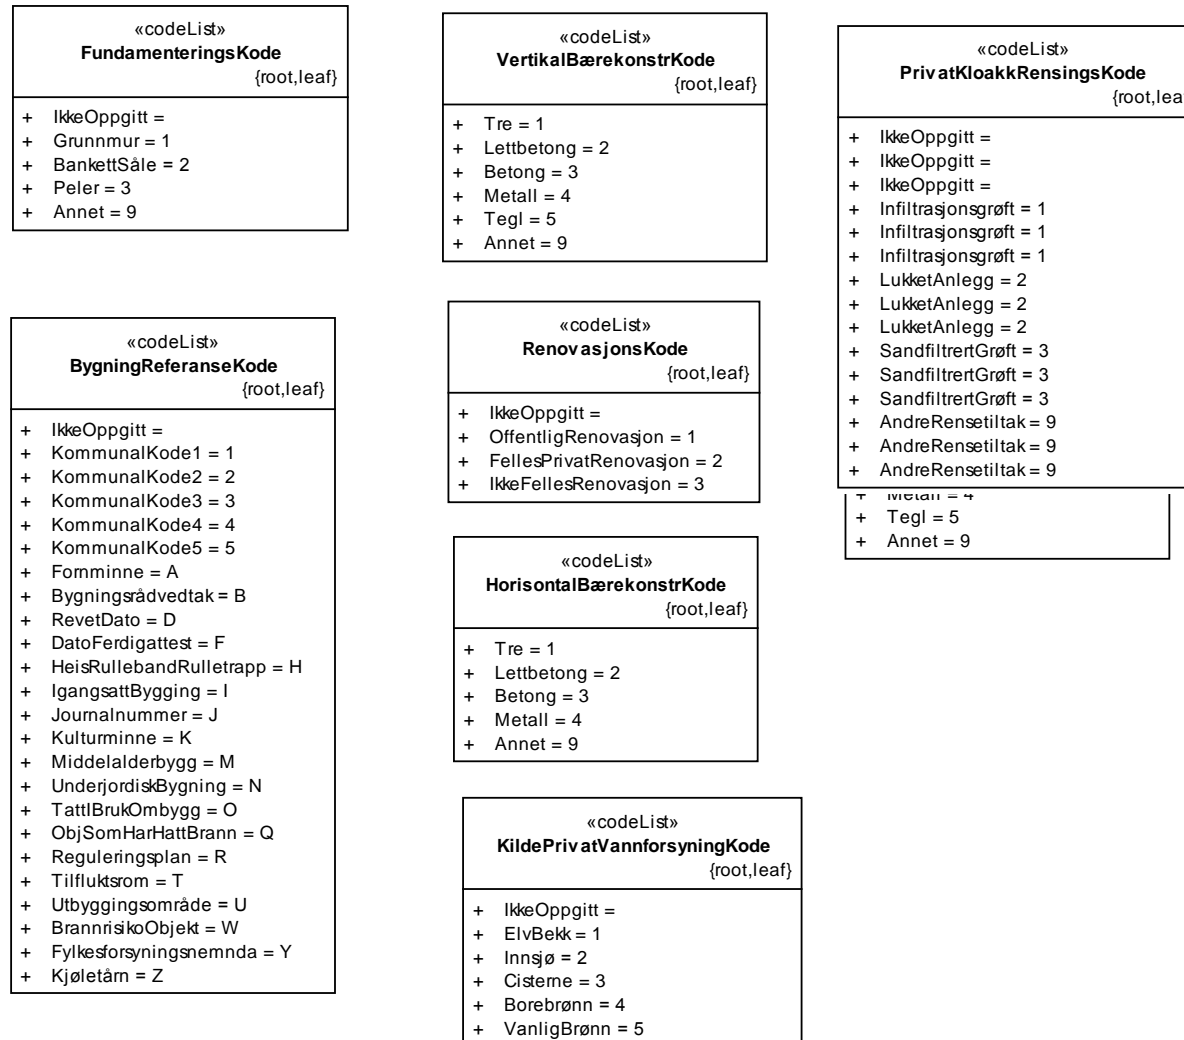 «codeList»
FundamenteringsKode
{root,leaf}
+ IkkeOppgitt =
+ Grunnmur = 1
+ BankettSåle = 2
+ Peler = 3
+ Annet = 9
«codeList»
BygningReferanseKode
{root,leaf}
+ IkkeOppgitt =
+ KommunalKode1 = 1
+ KommunalKode2 = 2
+ KommunalKode3 = 3
+ KommunalKode4 = 4
+ KommunalKode5 = 5
+ Fornminne = A
+ Bygningsrådvedtak = B
+ RevetDato = D
+ DatoFerdigattest = F
+ HeisRullebandRulletrapp = H
+ IgangsattBygging = I
+ Journalnummer = J
+ Kulturminne = K
+ Middelalderbygg = M
+ UnderjordiskBygning = N
+ TattIBrukOmbygg = O
+ ObjSomHarHattBrann = Q
+ Reguleringsplan = R
+ Tilfluktsrom = T
+ Utbyggingsområde = U
+ BrannrisikoObjekt = W
+ Fylkesforsyningsnemnda = Y
+ Kjøletårn = Z
«codeList»
VertikalBærekonstrKode
{root,leaf}
+ Tre = 1
+ Lettbetong = 2
+ Betong = 3
+ Metall = 4
+ Tegl = 5
+ Annet = 9
«codeList»
RenovasjonsKode
{root,leaf}
+ IkkeOppgitt =
+ OffentligRenovasjon = 1
+ FellesPrivatRenovasjon = 2
+ IkkeFellesRenovasjon = 3
«codeList»
HorisontalBærekonstrKode
{root,leaf}
+ Tre = 1
+ Lettbetong = 2
+ Betong = 3
+ Metall = 4
+ Annet = 9
«codeList»
KildePrivatVannforsyningKode
{root,leaf}
+ IkkeOppgitt =
+ ElvBekk = 1
+ Innsjø = 2
+ Cisterne = 3
+ Borebrønn = 4
+ VanligBrønn = 5
«codeList»
PrivatKloakkRensingsKode
{root,lea
+ IkkeOppgitt =
+ IkkeOppgitt =
+ IkkeOppgitt =
+ Infiltrasjonsgrøft = 1
+ Infiltrasjonsgrøft = 1
+ Infiltrasjonsgrøft = 1
+ LukketAnlegg = 2
+ LukketAnlegg = 2
+ LukketAnlegg = 2
+ SandfiltrertGrøft = 3
+ SandfiltrertGrøft = 3
+ SandfiltrertGrøft = 3
+ AndreRensetiltak = 9
+ AndreRensetiltak = 9
+ AndreRensetiltak = 9
+ Metall = 4
+ Tegl = 5
+ Annet = 9